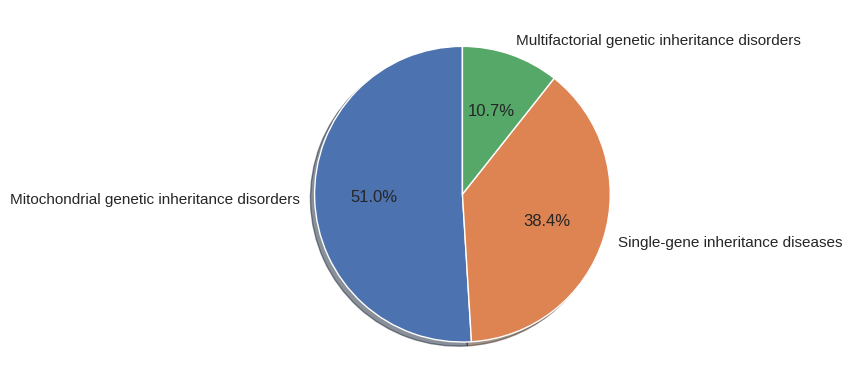 Multifactorial genetic inheritance disorders
10.7%
Mitochondrial genetic inheritance disorders
51.0%
38.4%
Single-gene inheritance diseases